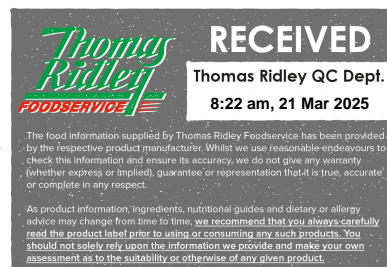 Thomas
Ridley
FOODSERVICE
RECEIVED
Thomas Ridley QC Dept.
8:22 am, 21 Mar 2025
The food information supplied by Thomas Ridley Foodservice has been provided
by the respective product manufacturer. Whilst we use reasonable endeavours to
check this information and ensure its accuracy, we do not give any warranty
(whether express or implied), guarantee or representation that it is true, accurate
or complete in any respect.
As product information, ingredients, nutritional guides and dietary or allergy
advice may change from time to time, we recommend that you always carefully
read the product label prior to using or consuming any such products. You
should not solely rely upon the information we provide and make your own
assessment as to the suitability or otherwise of any given product.